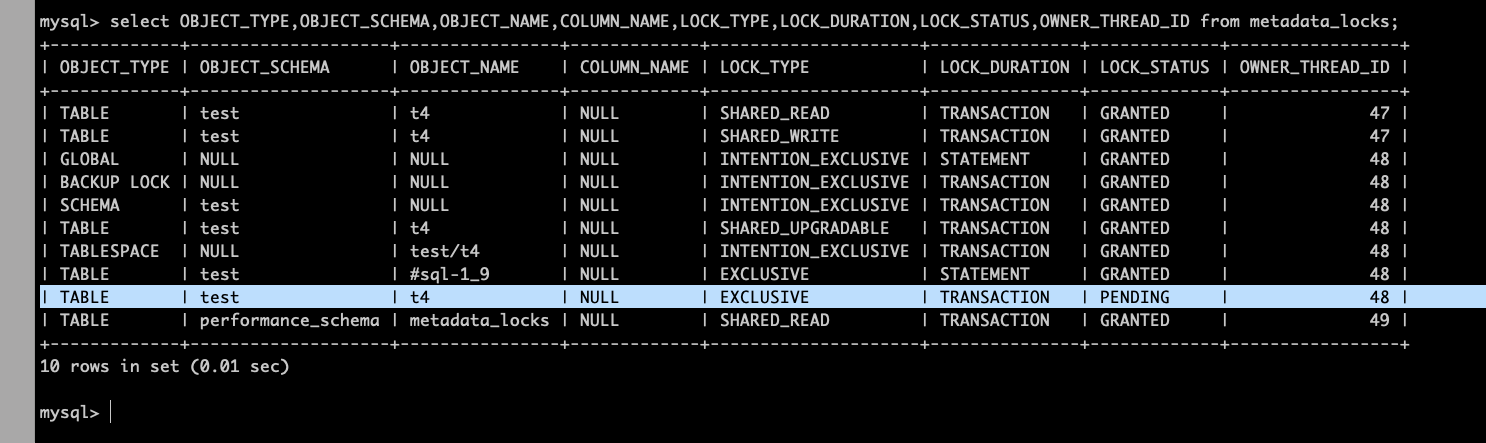 mysql> select OBJECT_TYPE,OBJECT_SCHEMA,OBJECT_NAME,COLUMN_NAME,LOCK_TYPE,LOCK_DURATION,LOCK_STATUS,OWNER_THREAD_ID from metadata_locks;
+-------------+--------------------+----------------+-------------+---------------------+---------------+-------------+-----------------+
| OBJECT_TYPE | OBJECT_SCHEMA      | OBJECT_NAME    | COLUMN_NAME | LOCK_TYPE           | LOCK_DURATION | LOCK_STATUS | OWNER_THREAD_ID |
+-------------+--------------------+----------------+-------------+---------------------+---------------+-------------+-----------------+
| TABLE       | test               | t4             | NULL        | SHARED_READ         | TRANSACTION   | GRANTED     |              47 |
| TABLE       | test               | t4             | NULL        | SHARED_WRITE        | TRANSACTION   | GRANTED     |              47 |
| GLOBAL      | NULL               | NULL           | NULL        | INTENTION_EXCLUSIVE | STATEMENT     | GRANTED     |              48 |
| BACKUP LOCK | NULL               | NULL           | NULL        | INTENTION_EXCLUSIVE | TRANSACTION   | GRANTED     |              48 |
| SCHEMA      | test               | NULL           | NULL        | INTENTION_EXCLUSIVE | TRANSACTION   | GRANTED     |              48 |
| TABLE       | test               | t4             | NULL        | SHARED_UPGRADABLE   | TRANSACTION   | GRANTED     |              48 |
| TABLESPACE  | NULL               | test/t4        | NULL        | INTENTION_EXCLUSIVE | TRANSACTION   | GRANTED     |              48 |
| TABLE       | test               | #sql-1_9       | NULL        | EXCLUSIVE           | STATEMENT     | GRANTED     |              48 |
| TABLE       | test               | t4             | NULL        | EXCLUSIVE           | TRANSACTION   | PENDING     |              48 |
| TABLE       | performance_schema | metadata_locks | NULL        | SHARED_READ         | TRANSACTION   | GRANTED     |              49 |
+-------------+--------------------+----------------+-------------+---------------------+---------------+-------------+-----------------+
10 rows in set (0.01 sec)
mysql>